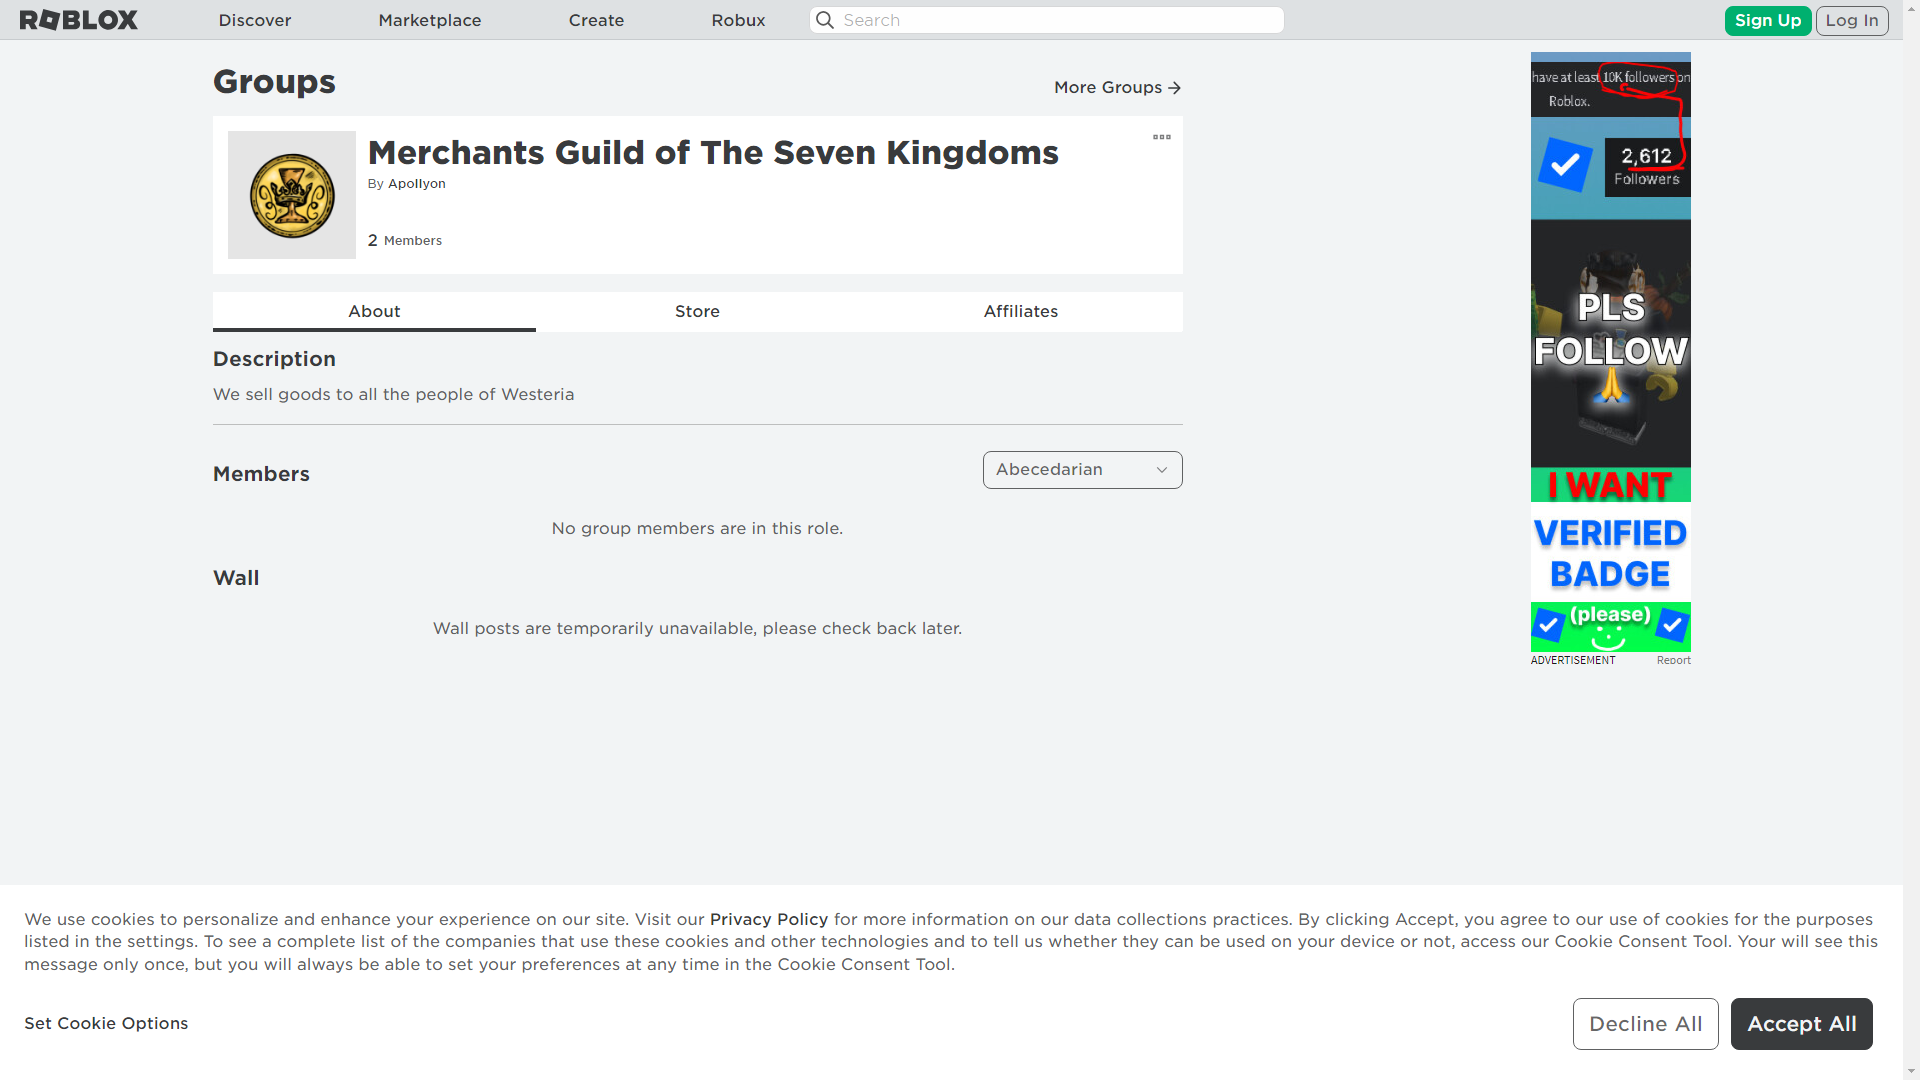 ROBLOX
Discover
Marketplace
Create
Robux
Search
Sign Up
Log In
Groups
More Groups
Merchants Guild of The Seven Kingdoms
By Apollyon
2 Members
About
Store
Affiliates
Description
We sell goods to all the people of Westeria
Members
Abecedarian
No group members are in this role.
Wall
Wall posts are temporarily unavailable, please check back later.
have at least 10K followers on
Roblox.
2,612
Followers
PLS
FOLLOW
I WANT
VERIFIED
BADGE
(please)
ADVERTISEMENT
Report
We use cookies to personalize and enhance your experience on our site. Visit our Privacy Policy for more information on our data collections practices. By clicking Accept, you agree to our use of cookies for the purposes
listed in the settings. To see a complete list of the companies that use these cookies and other technologies and to tell us whether they can be used on your device or not, access our Cookie Consent Tool. Your will see this
message only once, but you will always be able to set your preferences at any time in the Cookie Consent Tool.
Set Cookie Options
Decline All
Accept All